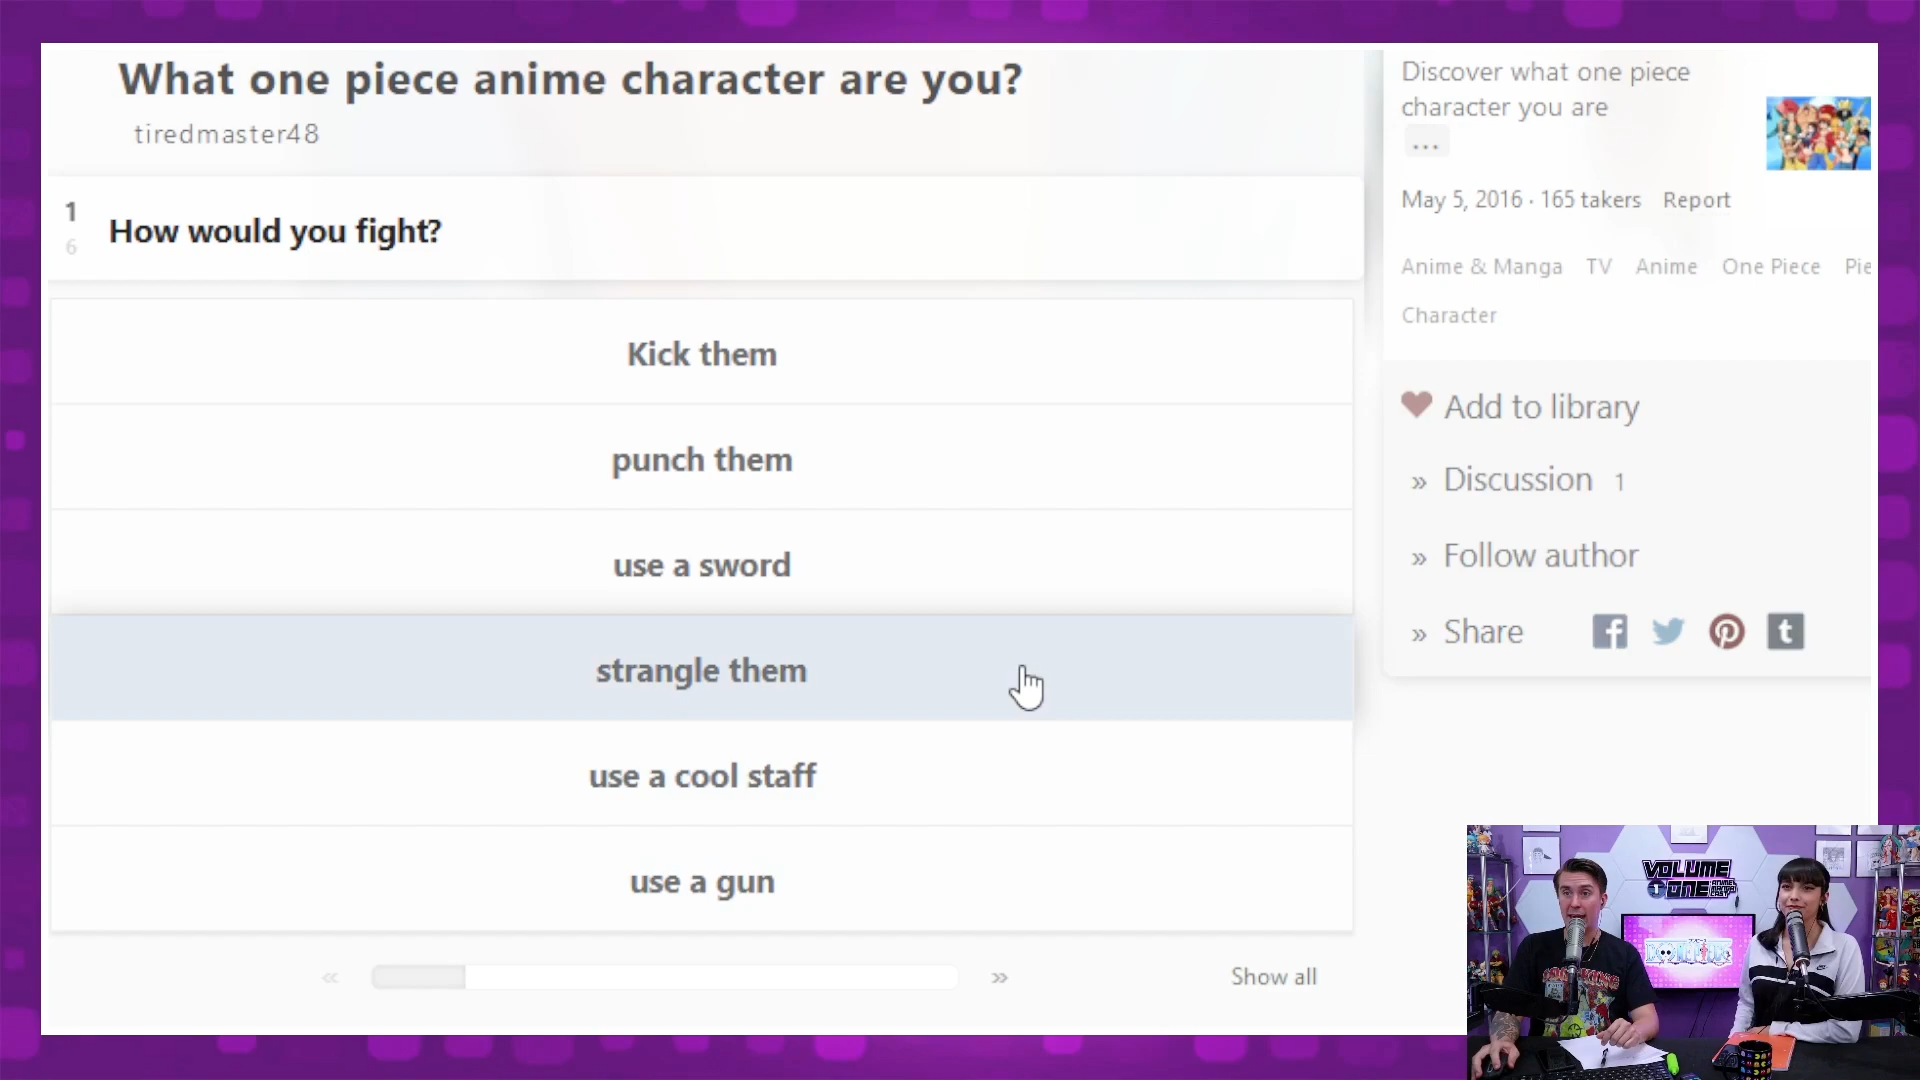 What one piece anime character are you?
tiredmaster48
1
6
How would you fight?
Kick them
punch them
use a sword
strangle them
use a cool staff
use a gun
«
»
Show all
Discover what one piece
character you are
...
May 5, 2016 · 165 takers Report
Anime & Manga TV Anime One Piece Pie
Character
Add to library
» Discussion 1
» Follow author
» Share
VOLUME
ONE